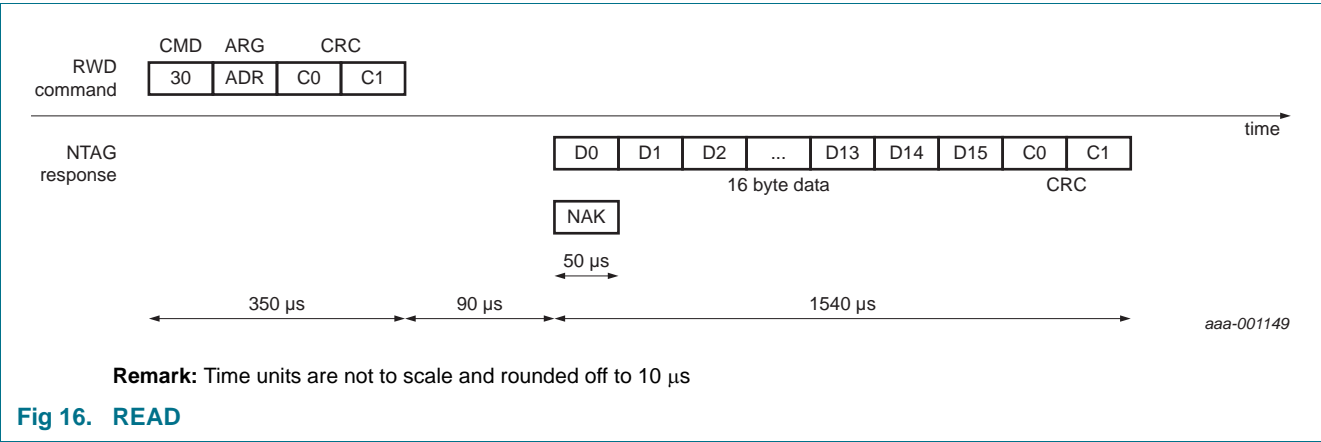 CMD ARG CRC
RWD command
30 ADR C0 C1
time
NTAG response
D0 D1 D2 ... D13 D14 D15 C0 C1
16 byte data CRC
NAK
50 µs
350 µs 90 µs 1540 µs
aaa-001149
Remark: Time units are not to scale and rounded off to 10 μs
Fig 16. READ